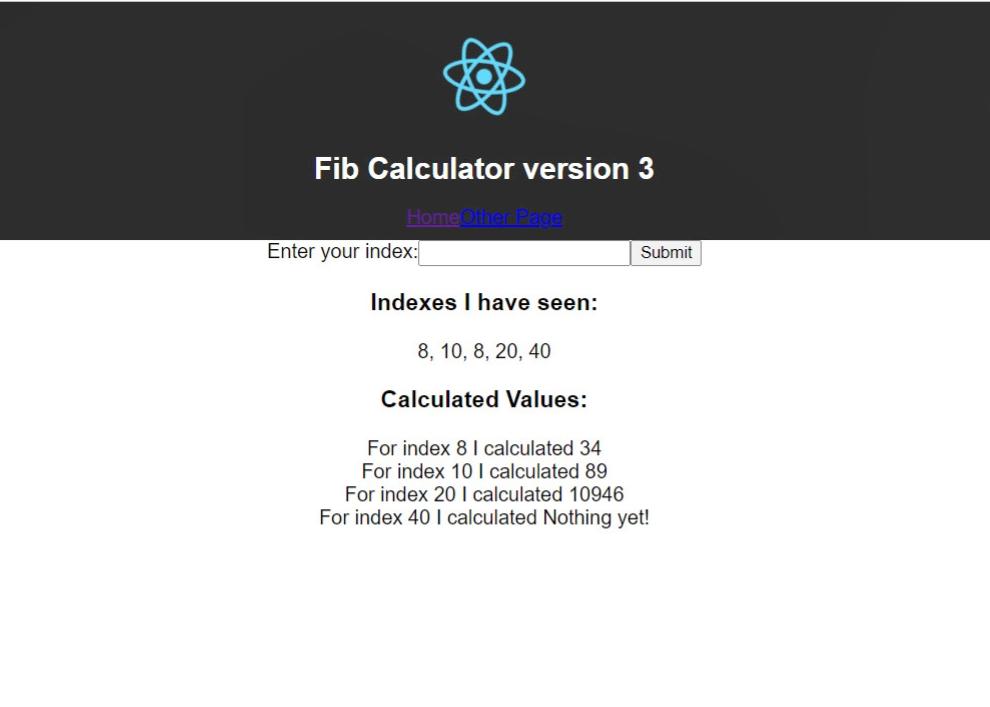 Fib Calculator version 3
HomeOther Page
Enter your index: Submit
Indexes I have seen:
8, 10, 8, 20, 40
Calculated Values:
For index 8 I calculated 34
For index 10 I calculated 89
For index 20 I calculated 10946
For index 40 I calculated Nothing yet!